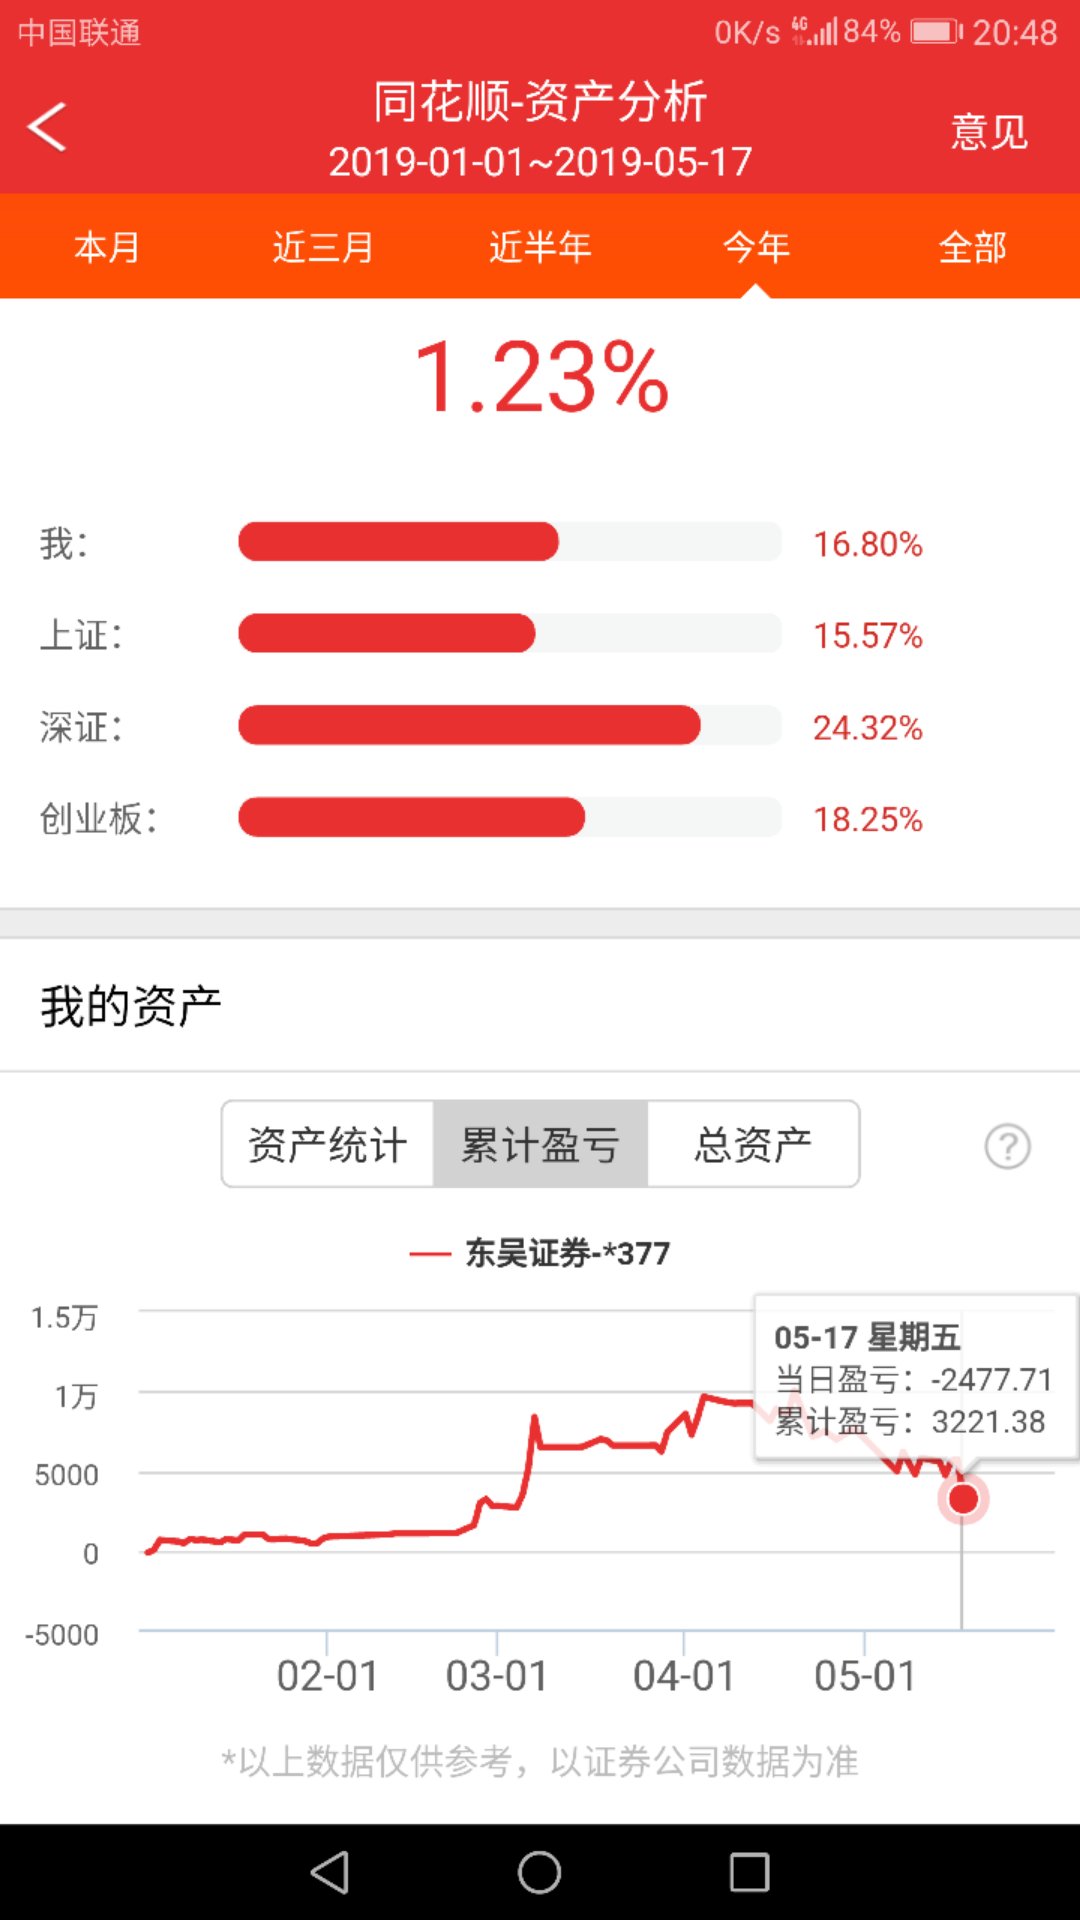 中国联通 0K/s 4G 84% 20:48
同花顺-资产分析
意见
2019-01-01~2019-05-17
本月 近三月 近半年 今年 全部
1.23%
我: 16.80%
上证: 15.57%
深证: 24.32%
创业板: 18.25%
我的资产
资产统计 累计盈亏 总资产 ?
东吴证券-*377
1.5万
1万
5000
0
-5000
05-17 星期五
当日盈亏: -2477.71
累计盈亏: 3221.38
02-01 03-01 04-01 05-01
*以上数据仅供参考，以证券公司数据为准